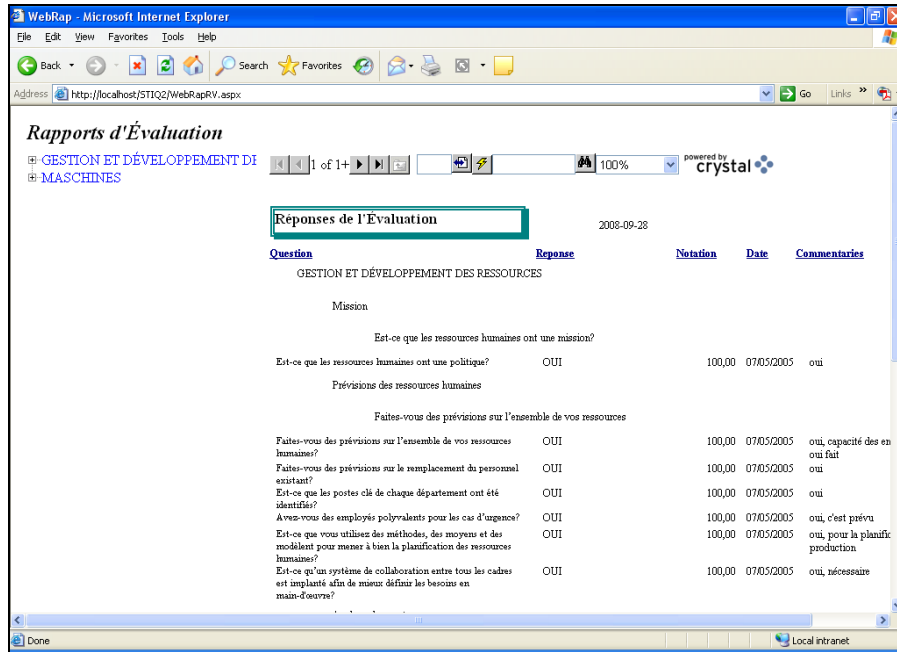 WebRap - Microsoft Internet Explorer
File Edit View Favorites Tools Help
Back Search Favorites
Address http://localhost/STIQ2/WebRapRV.aspx Go Links »
Rapports d'Évaluation
GESTION ET DÉVELOPPEMENT
MASCHINES
1 of 1+ 100% powered by crystal
Réponses de l'Évaluation 2008-09-28
Question Reponse Notation Date Commentaries
GESTION ET DÉVELOPPEMENT DES RESSOURCES
Mission
Est-ce que les ressources humaines ont une mission?
Est-ce que les ressources humaines ont une politique? OUI 100,00 07/05/2005 oui
Prévisions des ressources humaines
Faites-vous des prévisions sur l'ensemble de vos ressources
Faites-vous des prévisions sur l'ensemble de vos ressources OUI 100,00 07/05/2005 oui, capacité des en
humaines? oui fait
Faites-vous des prévisions sur le remplacement du personnel OUI 100,00 07/05/2005 oui
existant?
Est-ce que les postes clé de chaque département ont été OUI 100,00 07/05/2005 oui
identifiés?
Avez-vous des employés polyvalents pour les cas d'urgence? OUI 100,00 07/05/2005 oui, c'est prévu
Est-ce que vous utilisez des méthodes, des moyens et des OUI 100,00 07/05/2005 oui, pour la planific
modèlent pour mener à bien la planification des ressources production
humaines?
Est-ce qu'un système de collaboration entre tous les cadres OUI 100,00 07/05/2005 oui, nécessaire
est implanté afin de mieux définir les besoins en
main-d'œuvre?
Done Local intranet